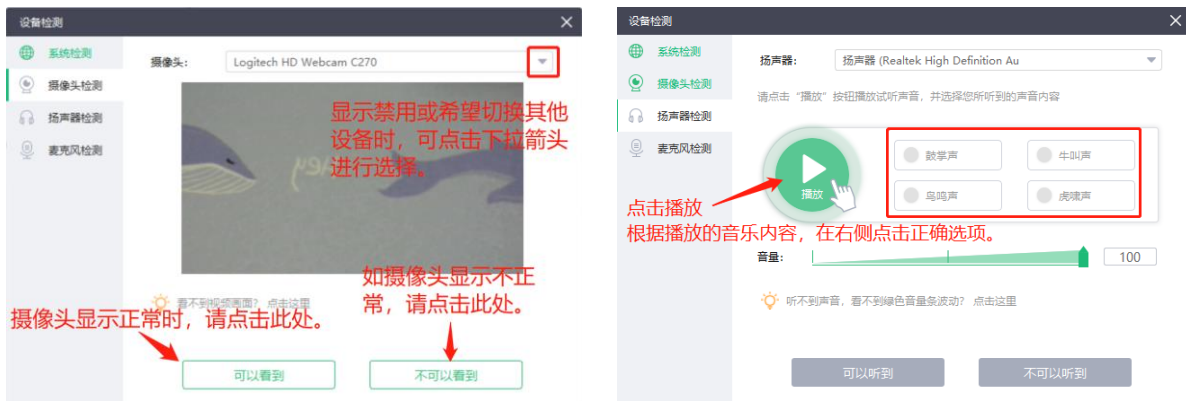 设备检测
系统检测
摄像头检测
扬声器检测
麦克风检测
摄像头:
Logitech HD Webcam C270
显示禁用或希望切换其他
设备时，可点击下拉箭头
进行选择。
如摄像头显示不正
常，请点击此处。
看不到视频画面？ 点击这里
摄像头显示正常时，请点击此处。
可以看到
不可以看到
设备检测
系统检测
摄像头检测
扬声器检测
麦克风检测
扬声器:
扬声器 (Realtek High Definition Au
请点击“播放”按钮播放试听声音，并选择您所听到的声音内容
播放
鼓掌声
牛叫声
鸟鸣声
虎啸声
点击播放
根据播放的音乐内容，在右侧点击正确选项。
音量:
100
听不到声音，看不到绿色音量条波动？ 点击这里
可以听到
不可以听到